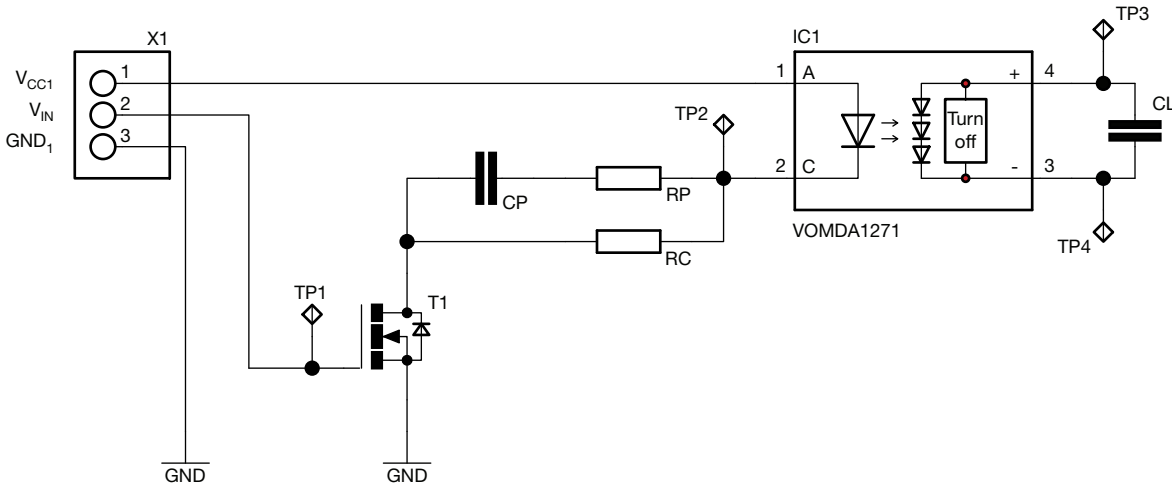 TP3
X1
IC1
VCC1
1
1
A
+
4
VIN
2
TP2
CL
GND1
3
Turn
off
2
C
-
3
CP
RP
VOMDA1271
RC
TP4
TP1
T1
GND
GND